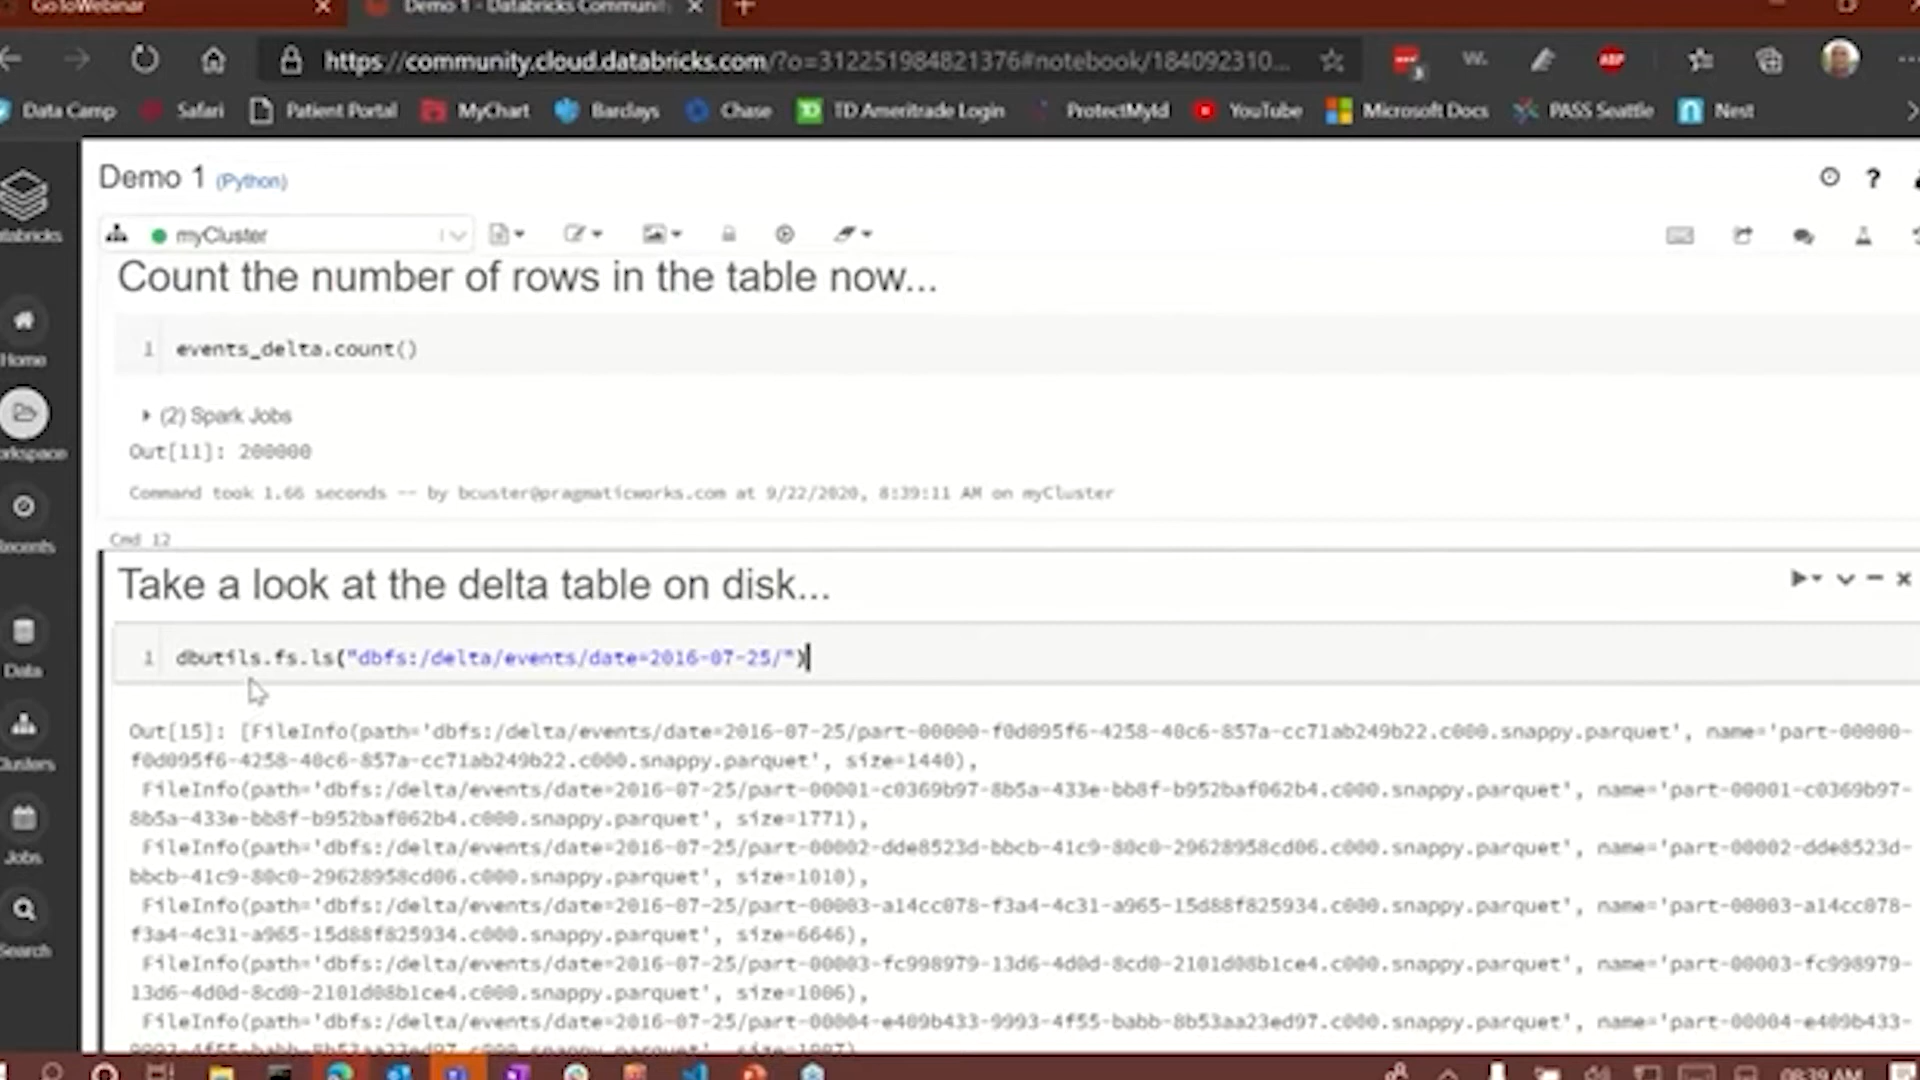 GoToWebinar
Demo 1 - Databricks Communit
https://community.cloud.databricks.com/?o=312251984821376#notebook/184092310...
Data Camp Safari Patient Portal MyChart Barclays Chase TD Ameritrade Login ProtectMyId YouTube Microsoft Docs PASS Seattle Nest
Demo 1 (Python)
myCluster
Count the number of rows in the table now...
1 events_delta.count()
(2) Spark Jobs
Out[11]: 200000
Command took 1.66 seconds -- by bcuster@pragmaticworks.com at 9/22/2020, 8:39:11 AM on myCluster
Cmd 12
Take a look at the delta table on disk...
1 dbutils.fs.ls("dbfs:/delta/events/date=2016-07-25/")
Out[15]: [FileInfo(path='dbfs:/delta/events/date=2016-07-25/part-00000-f0d095f6-4258-40c6-857a-cc71ab249b22.c000.snappy.parquet', name='part-00000-
f0d095f6-4258-40c6-857a-cc71ab249b22.c000.snappy.parquet', size=1440),
FileInfo(path='dbfs:/delta/events/date=2016-07-25/part-00001-c0369b97-8b5a-433e-bb8f-b952baf062b4.c000.snappy.parquet', name='part-00001-c0369b97-
8b5a-433e-bb8f-b952baf062b4.c000.snappy.parquet', size=1771),
FileInfo(path='dbfs:/delta/events/date=2016-07-25/part-00002-dde8523d-bbcb-41c9-80c0-29628958cd06.c000.snappy.parquet', name='part-00002-dde8523d-
bbcb-41c9-80c0-29628958cd06.c000.snappy.parquet', size=1010),
FileInfo(path='dbfs:/delta/events/date=2016-07-25/part-00003-a14cc078-f3a4-4c31-a965-15d88f825934.c000.snappy.parquet', name='part-00003-a14cc078-
f3a4-4c31-a965-15d88f825934.c000.snappy.parquet', size=6646),
FileInfo(path='dbfs:/delta/events/date=2016-07-25/part-00003-fc998979-13d6-4d0d-8cd0-2101d08b1ce4.c000.snappy.parquet', name='part-00003-fc998979-
13d6-4d0d-8cd0-2101d08b1ce4.c000.snappy.parquet', size=1006),
FileInfo(path='dbfs:/delta/events/date=2016-07-25/part-00004-e409b433-9993-4f55-babb-8b53aa23ed97.c000.snappy.parquet', name='part-00004-e409b433-
atabricks
Home
orkspace
Recents
Data
Clusters
Jobs
Search
08:39 AM